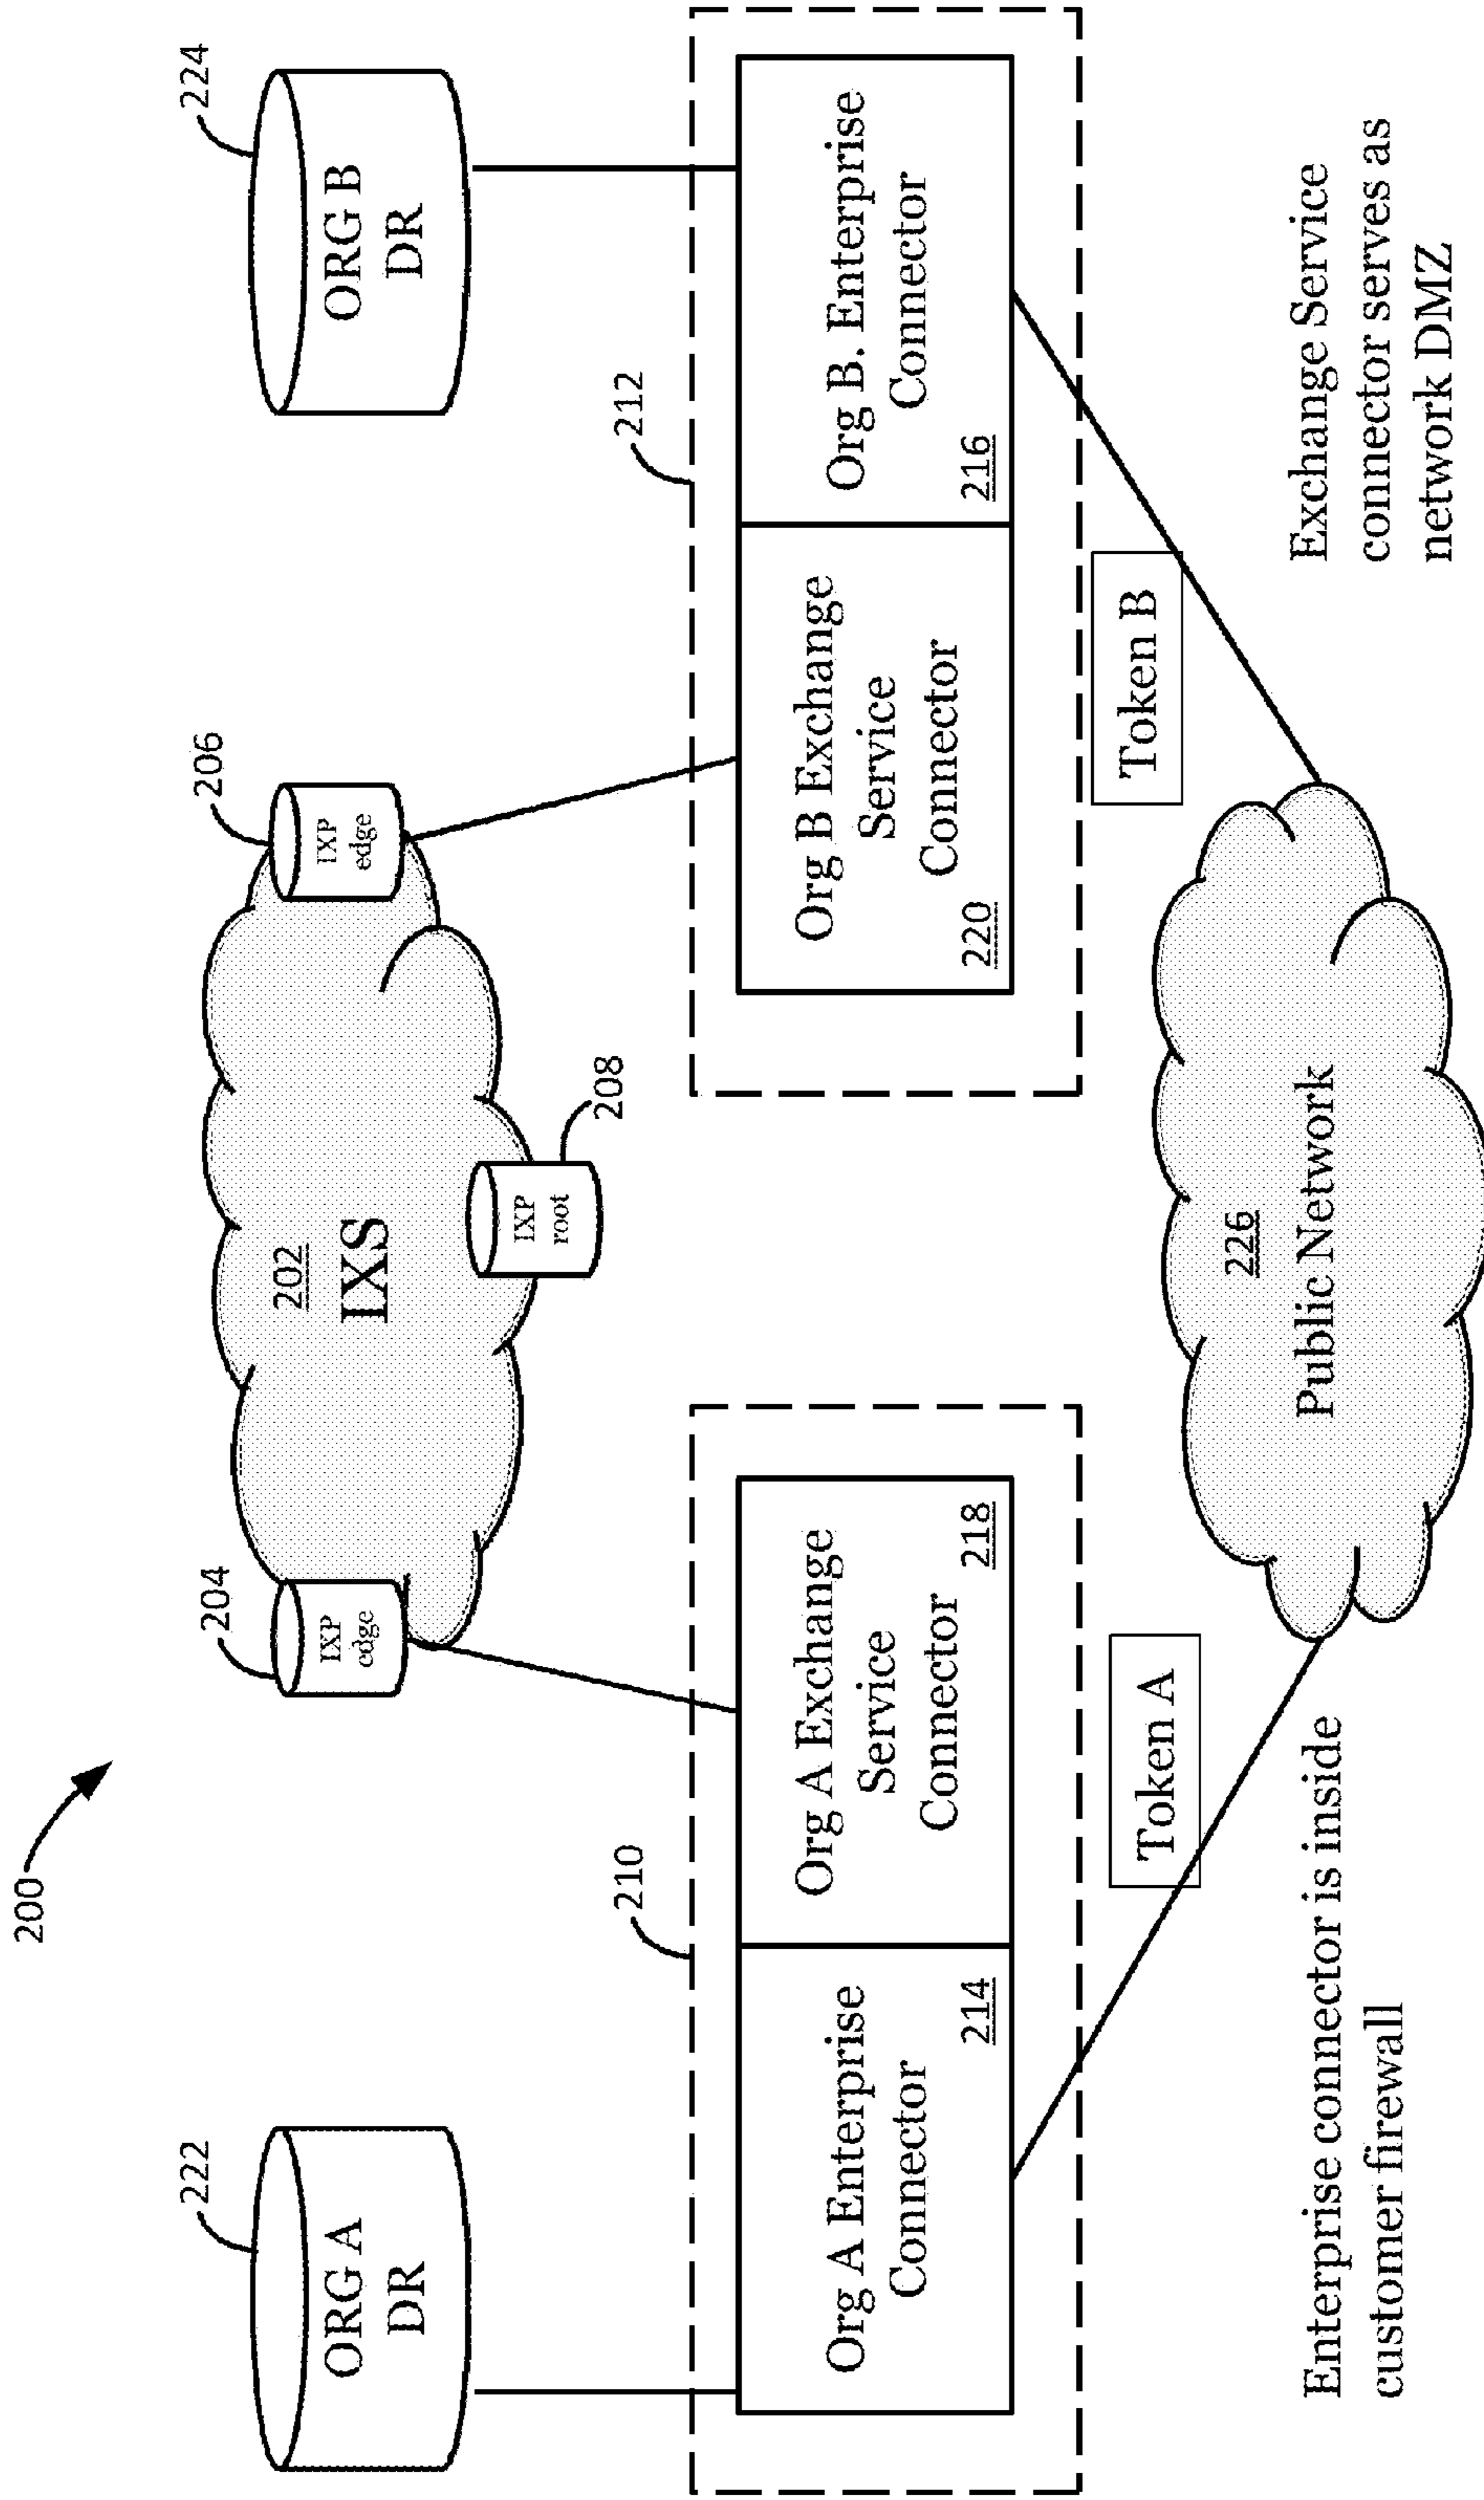 200
222
ORG A
DR
204
IXP
edge
202
IXS
IXP
root
208
206
IXP
edge
224
ORG B
DR
210
Org A Enterprise
Connector
214
Org A Exchange
Service
Connector
218
212
Org B Exchange
Service
Connector
220
Org B. Enterprise
Connector
216
Token A
Token B
226
Public Network
Enterprise connector is inside
customer firewall
Exchange Service
connector serves as
network DMZ